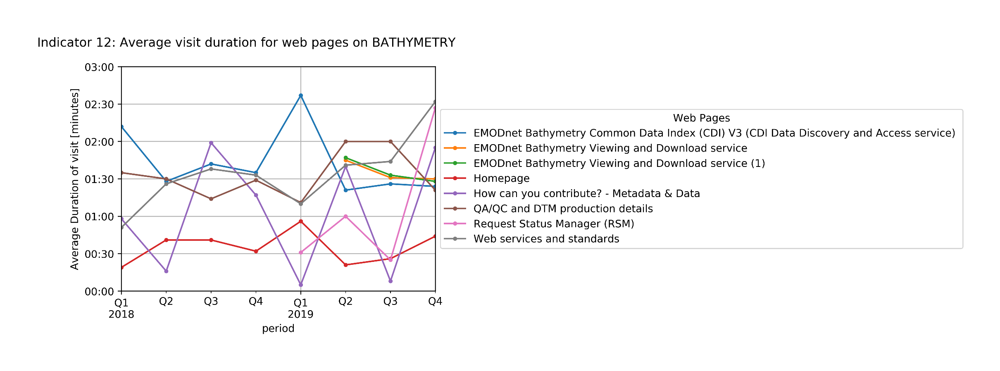 Indicator 12: Average visit duration for web pages on BATHYMETRY
Average Duration of visit [minutes]
03:00
02:30
02:00
01:30
01:00
00:30
00:00
Q1 Q2 Q3 Q4 Q1 Q2 Q3 Q4
2018 2019
period
Web Pages
EMODnet Bathymetry Common Data Index (CDI) V3 (CDI Data Discovery and Access service)
EMODnet Bathymetry Viewing and Download service
EMODnet Bathymetry Viewing and Download service (1)
Homepage
How can you contribute? - Metadata & Data
QA/QC and DTM production details
Request Status Manager (RSM)
Web services and standards